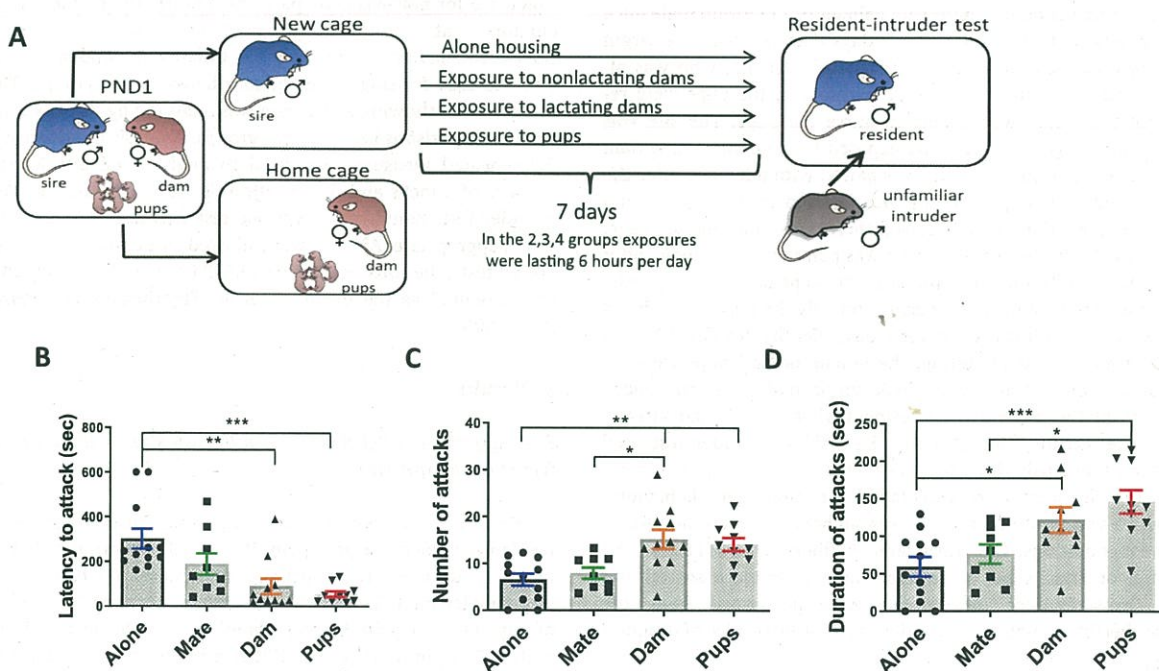 A
PND1
sire
dam
pups
New cage
sire
Home cage
dam
pups
Alone housing
Exposure to nonlactating dams
Exposure to lactating dams
Exposure to pups
7 days
In the 2,3,4 groups exposures
were lasting 6 hours per day
Resident-intruder test
resident
unfamiliar
intruder
B
Latency to attack (sec)
800
600
400
200
0
***
**
Alone
Mate
Dam
Pups
C
Number of attacks
40
30
20
10
0
**
*
Alone
Mate
Dam
Pups
D
Duration of attacks (sec)
250
200
150
100
50
0
***
*
*
Alone
Mate
Dam
Pups